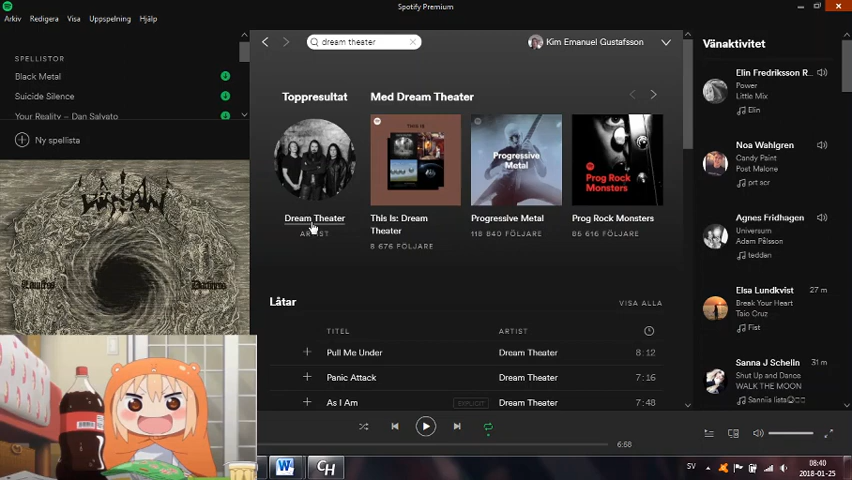 Spotify Premium
Arkiv Redigera Visa Uppspelning Hjälp
SPELLISTOR
Black Metal
Suicide Silence
Your Reality – Dan Salvato
Ny spellista
dream theater
Kim Emanuel Gustafsson
Toppresultat
Dream Theater
ARTIST
Med Dream Theater
THIS IS
This Is: Dream
Theater
8 676 FÖLJARE
Progressive
Metal
Progressive Metal
118 840 FÖLJARE
Prog Rock
Monsters
Prog Rock Monsters
85 616 FÖLJARE
Låtar
VISA ALLA
TITEL ARTIST
Pull Me Under Dream Theater 8:12
Panic Attack Dream Theater 7:16
As I Am EXPLICIT Dream Theater 7:48
6:58
Vänaktivitet
Elin Fredriksson R...
Power
Little Mix
Elin
Noa Wahlgren
Candy Paint
Post Malone
prt scr
Agnes Fridhagen
Universum
Adam Pålsson
teddan
Elsa Lundkvist 27 m
Break Your Heart
Taio Cruz
Fist
Sanna J Schelin 31 m
Shut Up and Dance
WALK THE MOON
Sanniis lista
W
CH
SV
08:40
2018-01-25